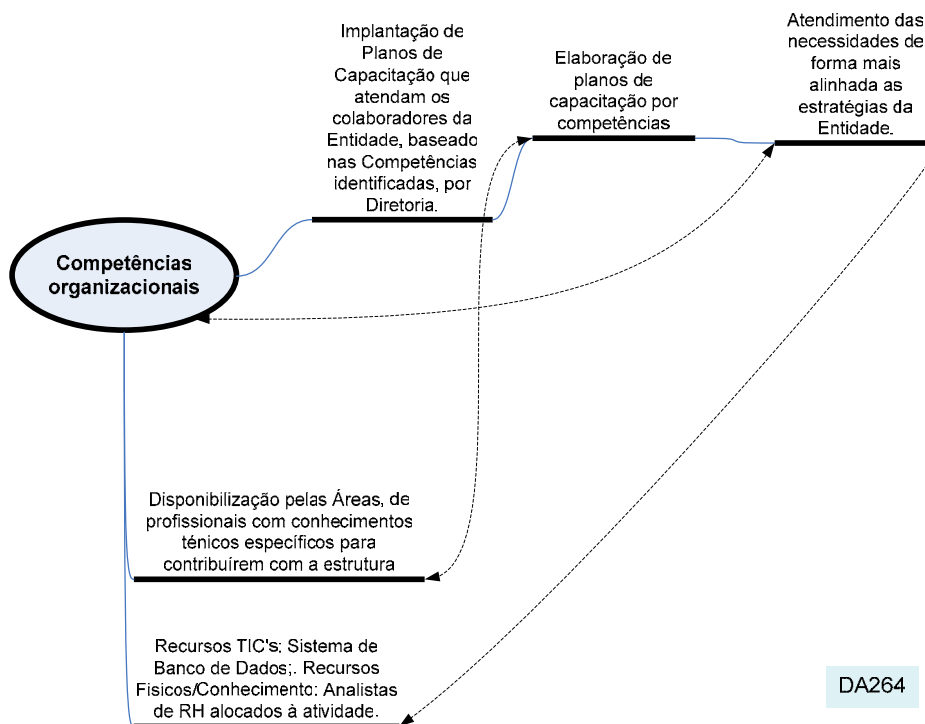 Implantação de
Planos de
Capacitação que
atendam os
colaboradores da
Entidade, baseado
nas Competências
identificadas, por
Diretoria.
Elaboração de
planos de
capacitação por
competências
Atendimento das
necessidades de
forma mais
alinhada as
estratégias da
Entidade.
Competências
organizacionais
Disponibilização pelas Áreas, de
profissionais com conhecimentos
ténicos específicos para
contribuírem com a estrutura
Recursos TIC's: Sistema de
Banco de Dados;. Recursos
Fisicos/Conhecimento: Analistas
de RH alocados à atividade.
DA264